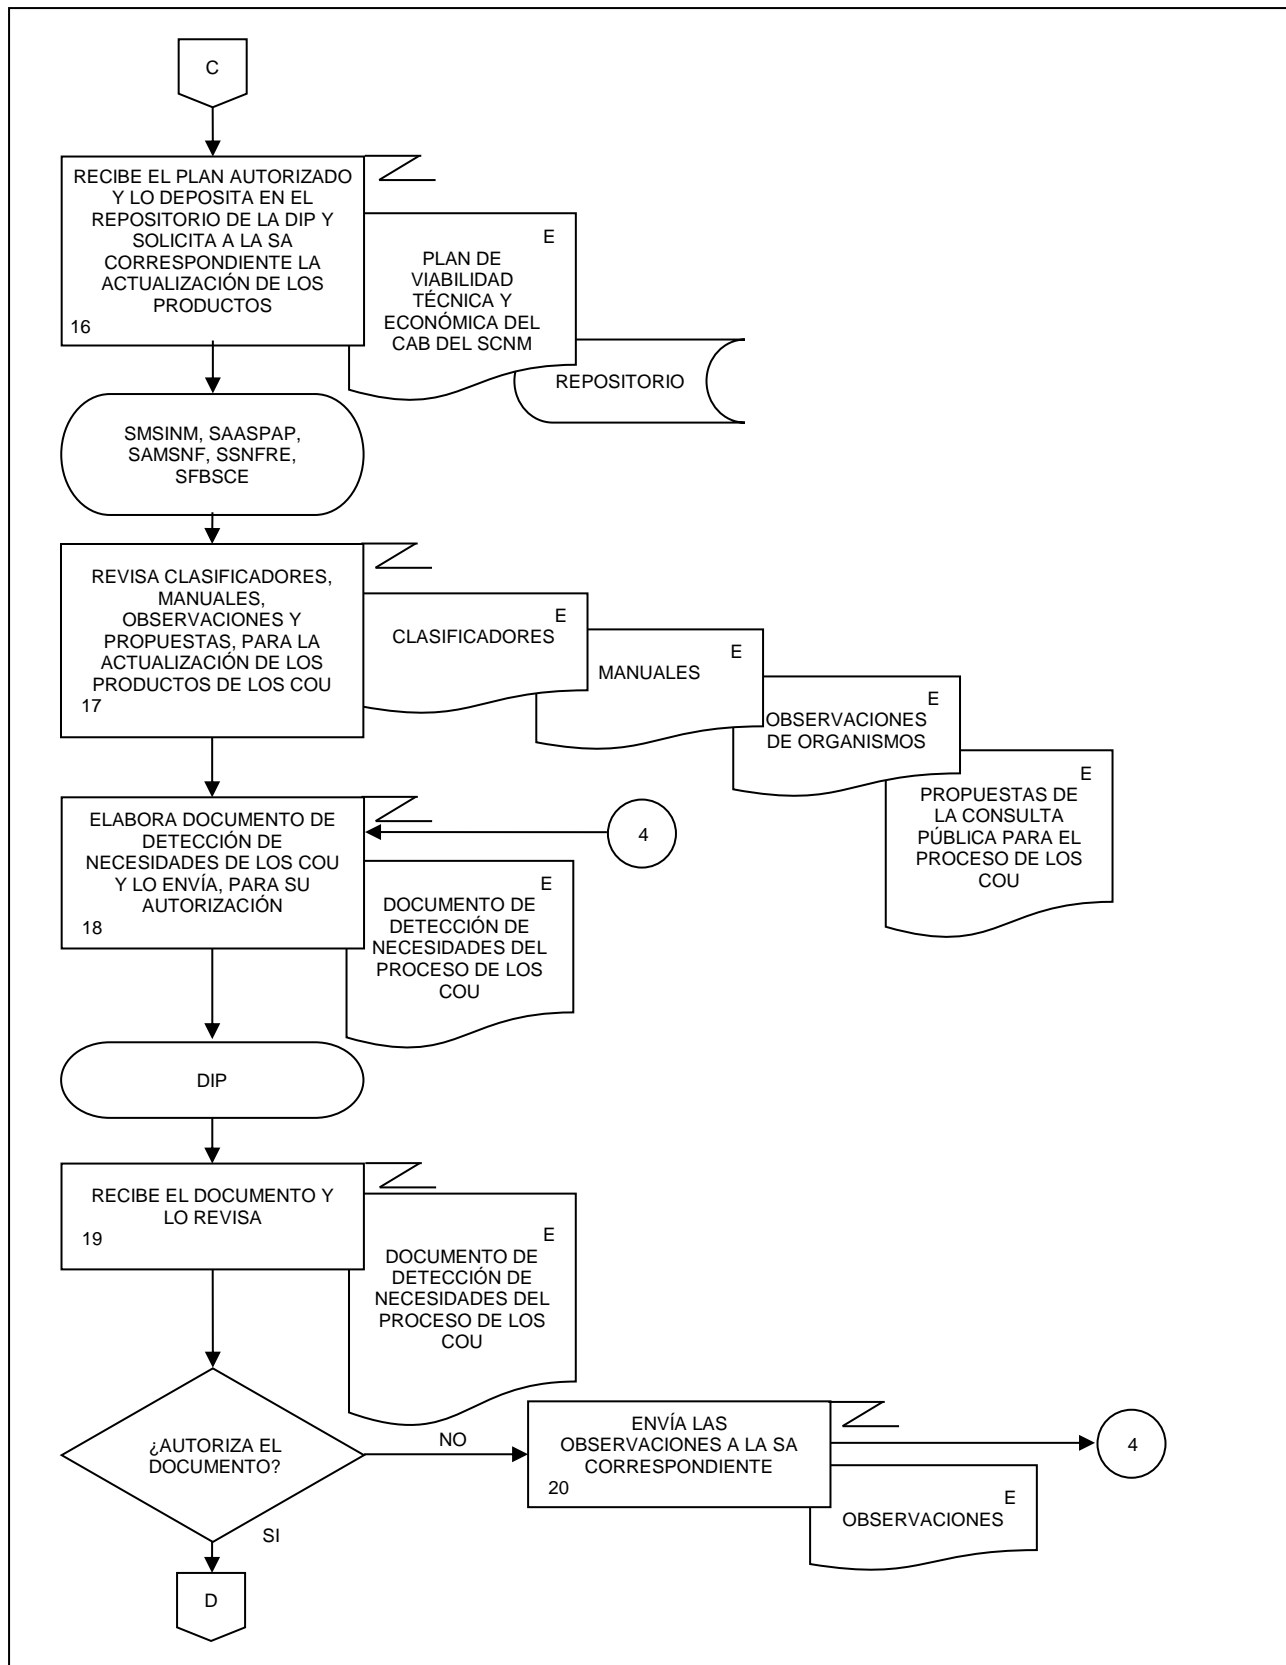 C
RECIBE EL PLAN AUTORIZADO
Y LO DEPOSITA EN EL
REPOSITORIO DE LA DIP Y
SOLICITA A LA SA
CORRESPONDIENTE LA
ACTUALIZACIÓN DE LOS
PRODUCTOS
16
E
PLAN DE
VIABILIDAD
TÉCNICA Y
ECONÓMICA DEL
CAB DEL SCNM
REPOSITORIO
SMSINM, SAASPAP,
SAMSNF, SSNFRE,
SFBSCE
REVISA CLASIFICADORES,
MANUALES,
OBSERVACIONES Y
PROPUESTAS, PARA LA
ACTUALIZACIÓN DE LOS
PRODUCTOS DE LOS COU
17
E
CLASIFICADORES
E
MANUALES
E
OBSERVACIONES
DE ORGANISMOS
E
PROPUESTAS DE
LA CONSULTA
PÚBLICA PARA EL
PROCESO DE LOS
COU
ELABORA DOCUMENTO DE
DETECCIÓN DE
NECESIDADES DE LOS COU
Y LO ENVÍA, PARA SU
AUTORIZACIÓN
18
4
E
DOCUMENTO DE
DETECCIÓN DE
NECESIDADES DEL
PROCESO DE LOS
COU
DIP
RECIBE EL DOCUMENTO Y
LO REVISA
19
E
DOCUMENTO DE
DETECCIÓN DE
NECESIDADES DEL
PROCESO DE LOS
COU
¿AUTORIZA EL
DOCUMENTO?
NO
SI
ENVÍA LAS
OBSERVACIONES A LA SA
CORRESPONDIENTE
20
4
E
OBSERVACIONES
D